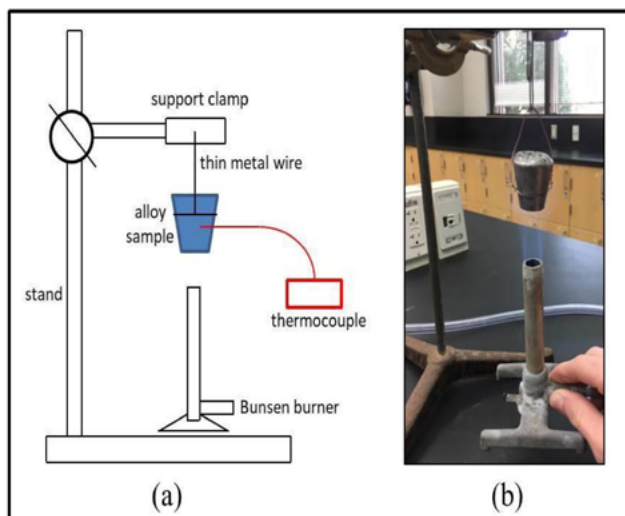 support clamp
thin metal wire
alloy
sample
stand
thermocouple
Bunsen burner
(a)
(b)